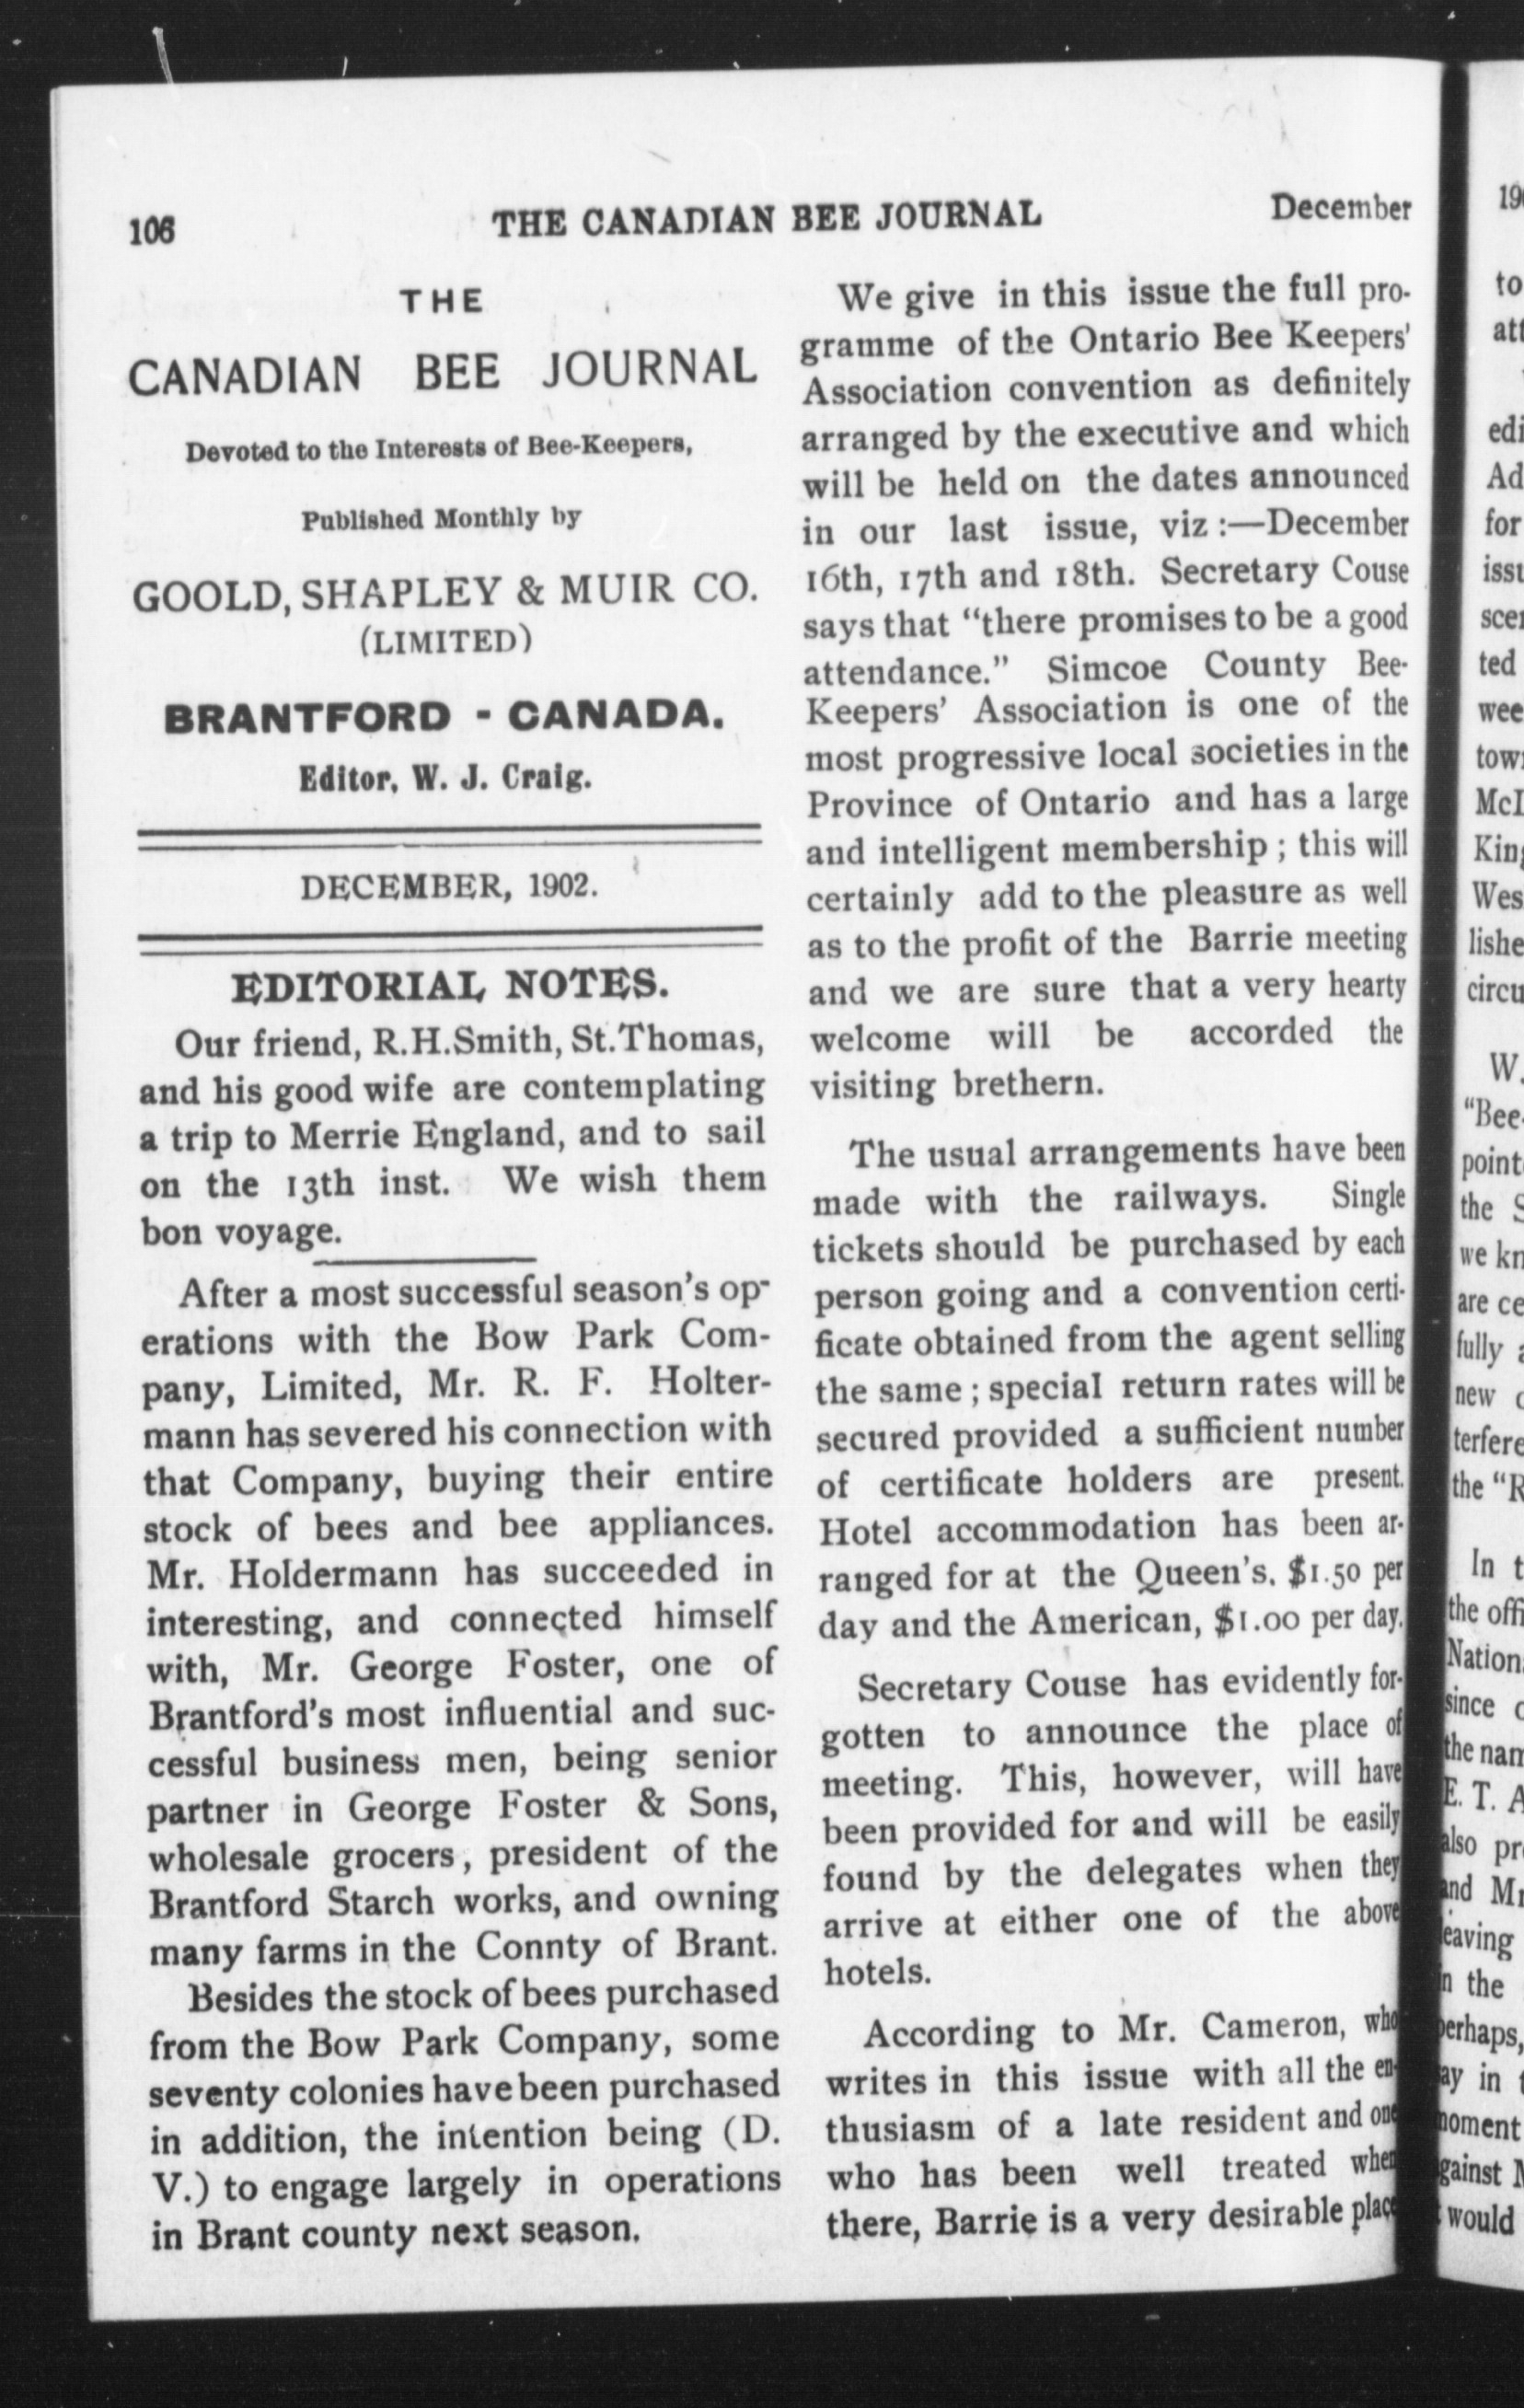 106
THE CANADIAN BEE JOURNAL
December
THE
CANADIAN BEE JOURNAL
Devoted to the Interests of Bee-Keepers,
Published Monthly by
GOOLD, SHAPLEY & MUIR CO.
(LIMITED)
BRANTFORD - CANADA.
Editor, W. J. Craig.
DECEMBER, 1902.
EDITORIAL NOTES.
Our friend, R.H.Smith, St.Thomas,
and his good wife are contemplating
a trip to Merrie England, and to sail
on the 13th inst. We wish them
bon voyage.
After a most successful season's op-
erations with the Bow Park Com-
pany, Limited, Mr. R. F. Holter-
mann has severed his connection with
that Company, buying their entire
stock of bees and bee appliances.
Mr. Holdermann has succeeded in
interesting, and connected himself
with, Mr. George Foster, one of
Brantford's most influential and suc-
cessful business men, being senior
partner in George Foster & Sons,
wholesale grocers, president of the
Brantford Starch works, and owning
many farms in the Connty of Brant.
Besides the stock of bees purchased
from the Bow Park Company, some
seventy colonies have been purchased
in addition, the intention being (D.
V.) to engage largely in operations
in Brant county next season.
We give in this issue the full pro-
gramme of the Ontario Bee Keepers'
Association convention as definitely
arranged by the executive and which
will be held on the dates announced
in our last issue, viz :—December
16th, 17th and 18th. Secretary Couse
says that "there promises to be a good
attendance." Simcoe County Bee-
Keepers' Association is one of the
most progressive local societies in the
Province of Ontario and has a large
and intelligent membership ; this will
certainly add to the pleasure as well
as to the profit of the Barrie meeting
and we are sure that a very hearty
welcome will be accorded the
visiting brethern.
The usual arrangements have been
made with the railways. Single
tickets should be purchased by each
person going and a convention certi-
ficate obtained from the agent selling
the same ; special return rates will be
secured provided a sufficient number
of certificate holders are present.
Hotel accommodation has been ar-
ranged for at the Queen's. $1.50 per
day and the American, $1.00 per day.
Secretary Couse has evidently for-
gotten to announce the place of
meeting. This, however, will have
been provided for and will be easily
found by the delegates when they
arrive at either one of the above
hotels.
According to Mr. Cameron, who
writes in this issue with all the en-
thusiasm of a late resident and one
who has been well treated when
there, Barrie is a very desirable place
to
for
ted
W.
the
we
are
fully
new
the
In
the
since
E. T.
also
and
in the
perhaps,
in
moment
would